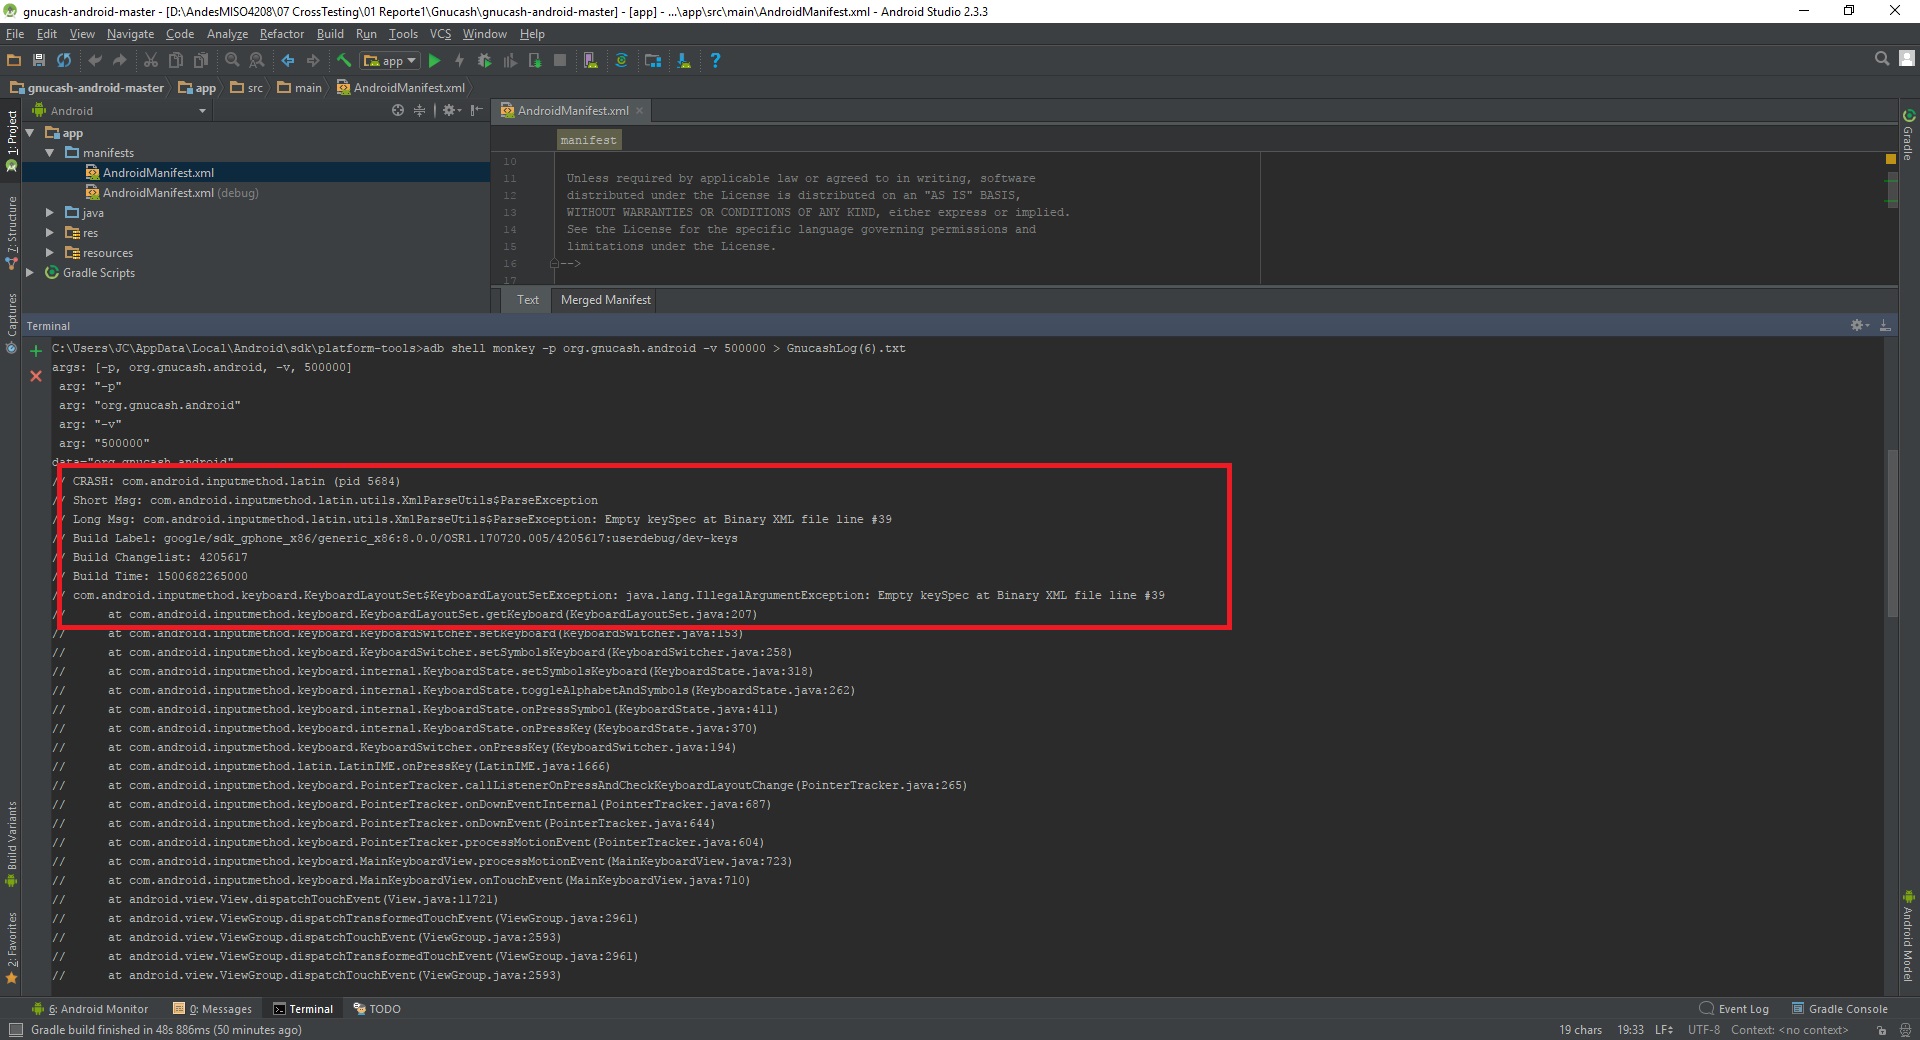 gnucash-android-master - [D:\AndesMISO4208\07 CrossTesting\01 Reporte1\Gnucash\gnucash-android-master] - [app] - ...\app\src\main\AndroidManifest.xml - Android Studio 2.3.3
File Edit View Navigate Code Analyze Refactor Build Run Tools VCS Window Help
app
gnucash-android-master app src main AndroidManifest.xml
Android
AndroidManifest.xml
1: Project
7: Structure
Captures
Build Variants
2: Favorites
app
manifests
AndroidManifest.xml
AndroidManifest.xml (debug)
java
res
resources
Gradle Scripts
manifest
10
11 Unless required by applicable law or agreed to in writing, software
12 distributed under the License is distributed on an "AS IS" BASIS,
13 WITHOUT WARRANTIES OR CONDITIONS OF ANY KIND, either express or implied.
14 See the License for the specific language governing permissions and
15 limitations under the License.
16 -->
17
Text Merged Manifest
Gradle
Android Model
Terminal
C:\Users\JC\AppData\Local\Android\sdk\platform-tools>adb shell monkey -p org.gnucash.android -v 500000 > GnucashLog(6).txt
args: [-p, org.gnucash.android, -v, 500000]
arg: "-p"
arg: "org.gnucash.android"
arg: "-v"
arg: "500000"
data="org.gnucash.android"
// CRASH: com.android.inputmethod.latin (pid 5684)
// Short Msg: com.android.inputmethod.latin.utils.XmlParseUtils$ParseException
// Long Msg: com.android.inputmethod.latin.utils.XmlParseUtils$ParseException: Empty keySpec at Binary XML file line #39
// Build Label: google/sdk_gphone_x86/generic_x86:8.0.0/OSR1.170720.005/4205617:userdebug/dev-keys
// Build Changelist: 4205617
// Build Time: 1500682265000
// com.android.inputmethod.keyboard.KeyboardLayoutSet$KeyboardLayoutSetException: java.lang.IllegalArgumentException: Empty keySpec at Binary XML file line #39
// at com.android.inputmethod.keyboard.KeyboardLayoutSet.getKeyboard(KeyboardLayoutSet.java:207)
// at com.android.inputmethod.keyboard.KeyboardSwitcher.setKeyboard(KeyboardSwitcher.java:153)
// at com.android.inputmethod.keyboard.KeyboardSwitcher.setSymbolsKeyboard(KeyboardSwitcher.java:258)
// at com.android.inputmethod.keyboard.internal.KeyboardState.setSymbolsKeyboard(KeyboardState.java:318)
// at com.android.inputmethod.keyboard.internal.KeyboardState.toggleAlphabetAndSymbols(KeyboardState.java:262)
// at com.android.inputmethod.keyboard.internal.KeyboardState.onPressSymbol(KeyboardState.java:411)
// at com.android.inputmethod.keyboard.internal.KeyboardState.onPressKey(KeyboardState.java:370)
// at com.android.inputmethod.keyboard.KeyboardSwitcher.onPressKey(KeyboardSwitcher.java:194)
// at com.android.inputmethod.latin.LatinIME.onPressKey(LatinIME.java:1666)
// at com.android.inputmethod.keyboard.PointerTracker.callListenerOnPressAndCheckKeyboardLayoutChange(PointerTracker.java:265)
// at com.android.inputmethod.keyboard.PointerTracker.onDownEventInternal(PointerTracker.java:687)
// at com.android.inputmethod.keyboard.PointerTracker.onDownEvent(PointerTracker.java:644)
// at com.android.inputmethod.keyboard.PointerTracker.processMotionEvent(PointerTracker.java:604)
// at com.android.inputmethod.keyboard.MainKeyboardView.processMotionEvent(MainKeyboardView.java:723)
// at com.android.inputmethod.keyboard.MainKeyboardView.onTouchEvent(MainKeyboardView.java:710)
// at android.view.View.dispatchTouchEvent(View.java:11721)
// at android.view.ViewGroup.dispatchTransformedTouchEvent(ViewGroup.java:2961)
// at android.view.ViewGroup.dispatchTouchEvent(ViewGroup.java:2593)
// at android.view.ViewGroup.dispatchTransformedTouchEvent(ViewGroup.java:2961)
// at android.view.ViewGroup.dispatchTouchEvent(ViewGroup.java:2593)
6: Android Monitor 0: Messages Terminal TODO Event Log Gradle Console
Gradle build finished in 48s 886ms (50 minutes ago) 19 chars 19:33 LF UTF-8 Context: <no context>